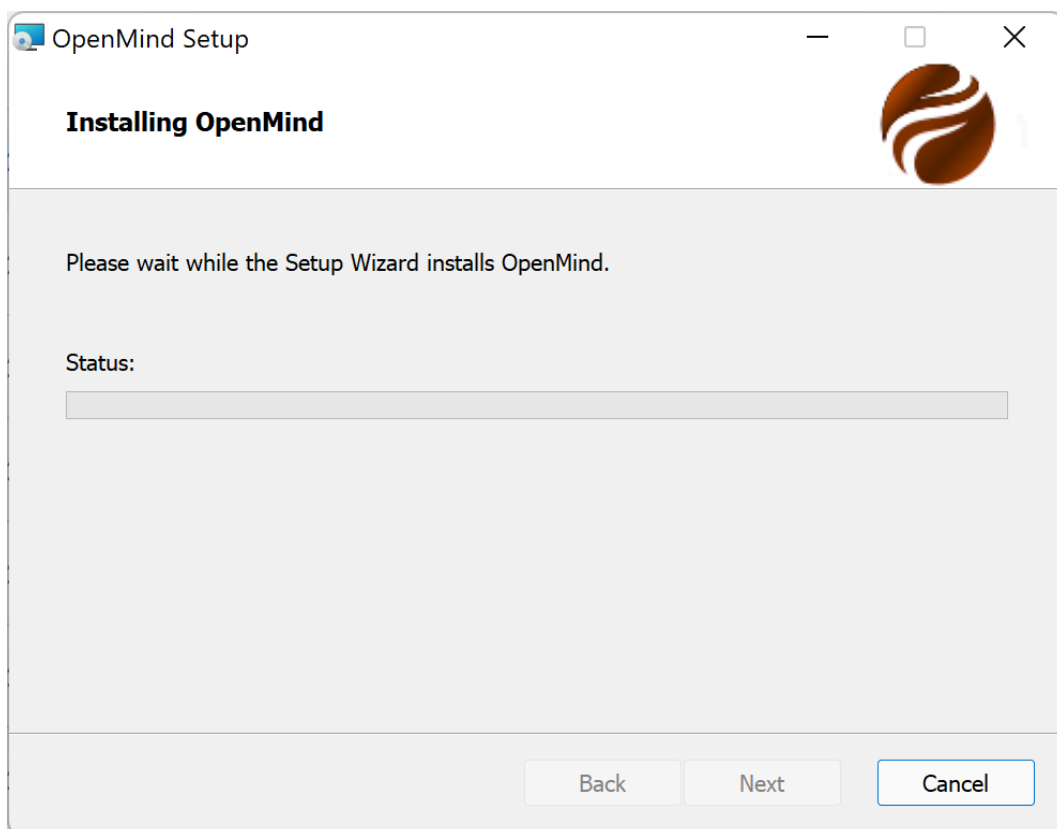 OpenMind Setup
Installing OpenMind
Please wait while the Setup Wizard installs OpenMind.
Status:
Back Next Cancel